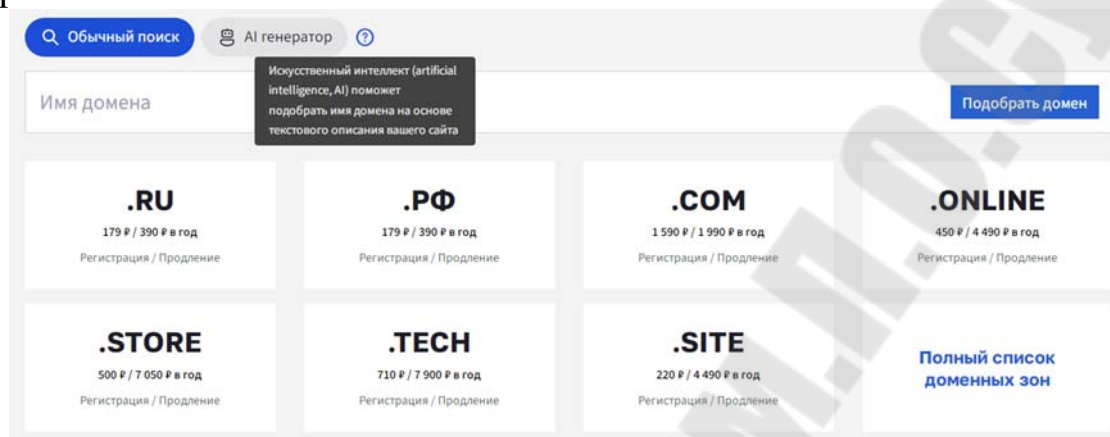 Обычный поиск AI генератор ?
Искусственный интеллект (artificial
intelligence, AI) поможет
подобрать имя домена на основе
текстового описания вашего сайта
Имя домена
Подобрать домен
.RU .РФ .COM .ONLINE
179 ₽ / 390 ₽ в год 179 ₽ / 390 ₽ в год 1 590 ₽ / 1 990 ₽ в год 450 ₽ / 4 490 ₽ в год
Регистрация / Продление Регистрация / Продление Регистрация / Продление Регистрация / Продление
.STORE .TECH .SITE
500 ₽ / 7 050 ₽ в год 710 ₽ / 7 900 ₽ в год 220 ₽ / 4 490 ₽ в год
Регистрация / Продление Регистрация / Продление Регистрация / Продление
Полный список
доменных зон